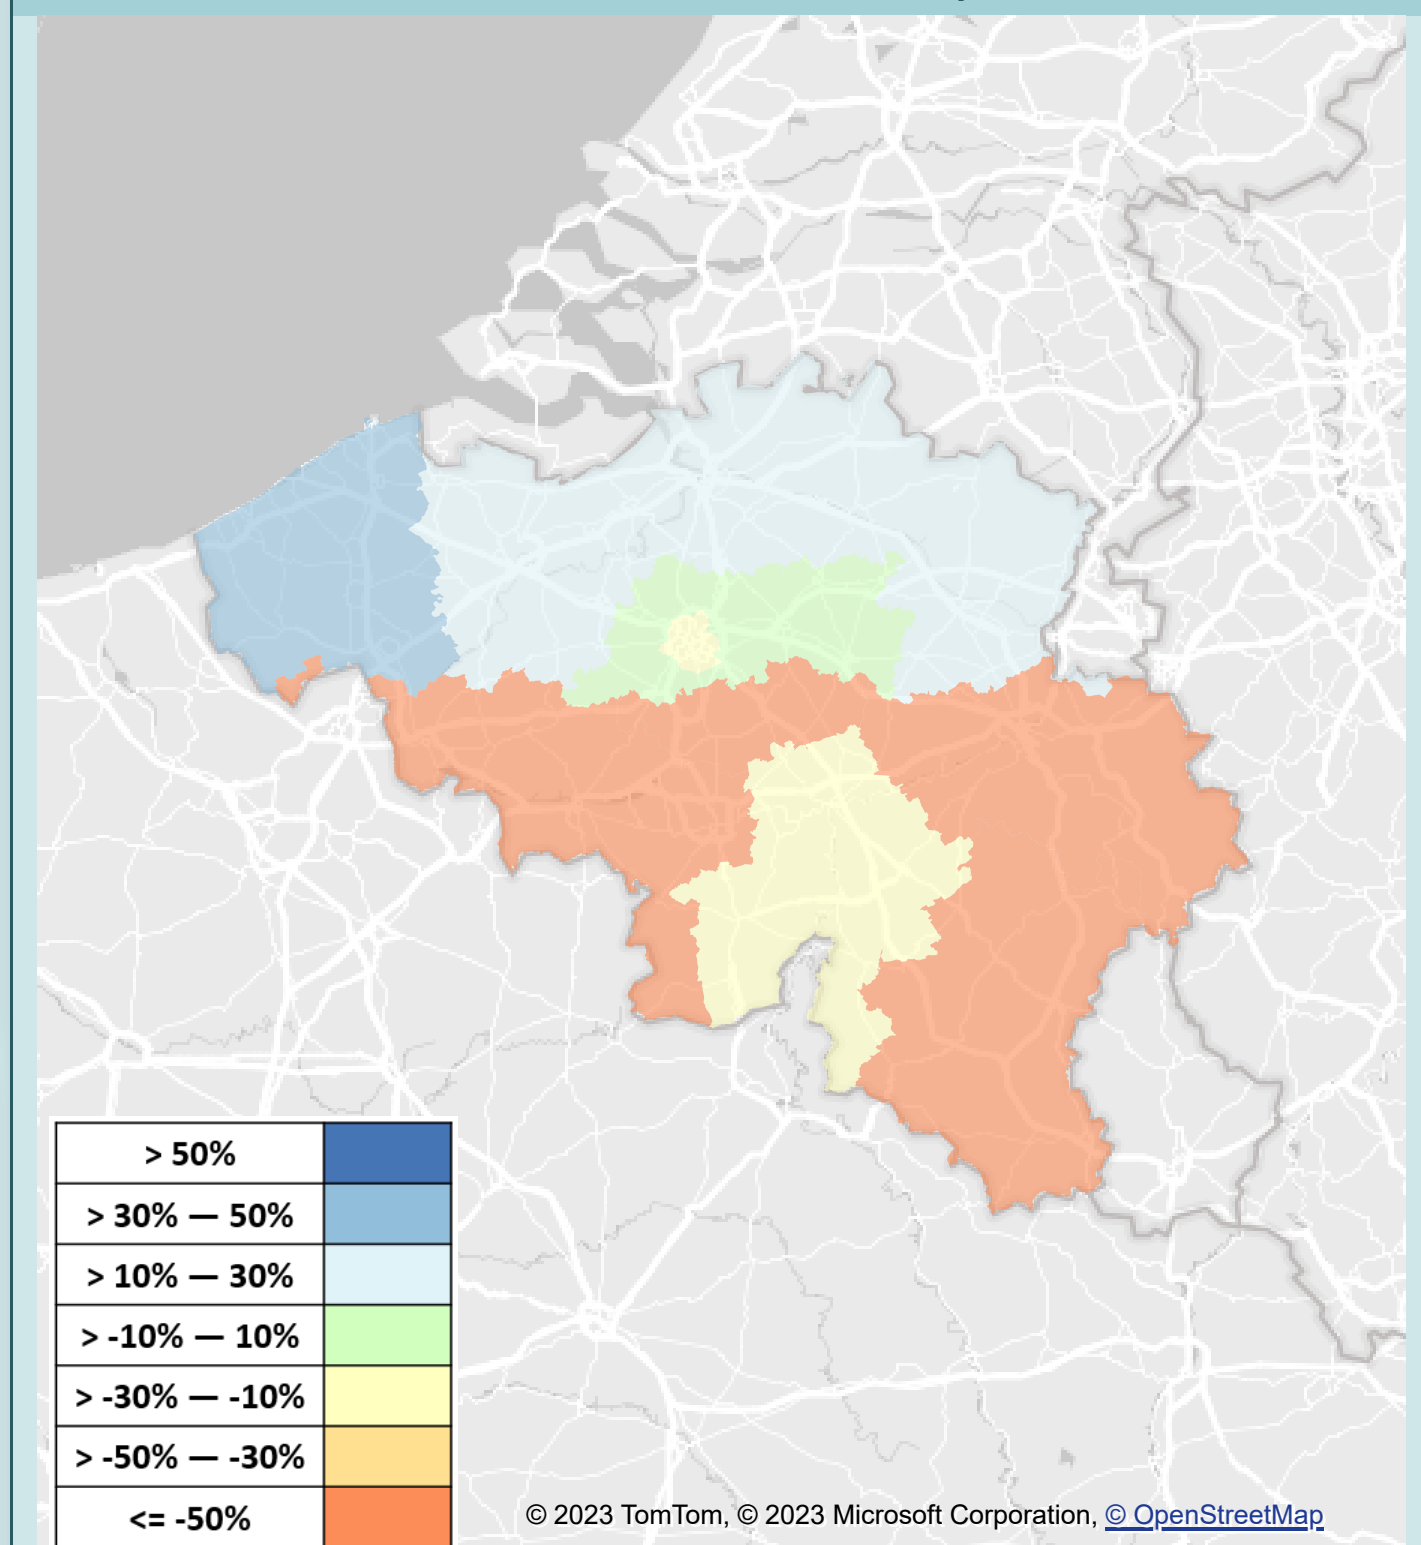 > 50%
> 30% — 50%
> 10% — 30%
> -10% — 10%
> -30% — -10%
> -50% — -30%
<= -50%
© 2023 TomTom, © 2023 Microsoft Corporation, © OpenStreetMap